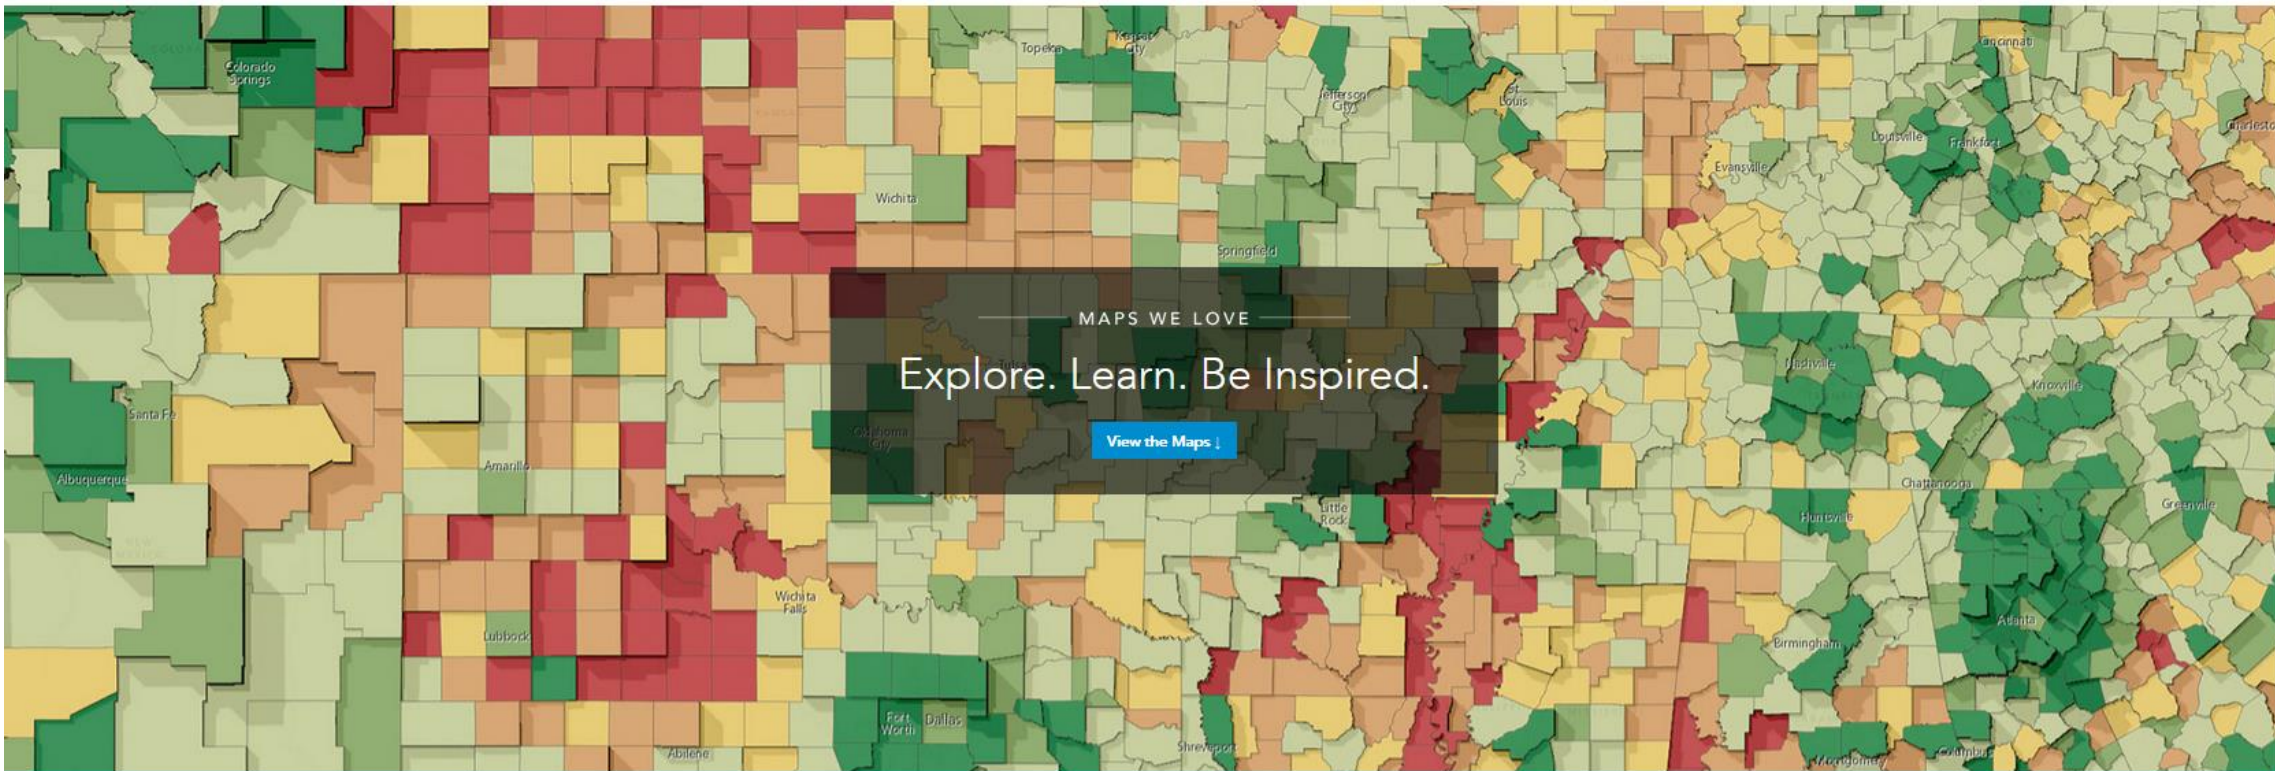 Colorado
Springs
Topeka
Kansas
City
Jefferson
City
St
Louis
Cincinnati
Louisville
Frankfort
Charlesto
Evansville
Wichita
Springfield
MAPS WE LOVE
Explore. Learn. Be Inspired.
View the Maps ↓
Tulsa
Oklahoma
City
Santa Fe
Albuquerque
Amarillo
Nashville
Knoxville
Chattanooga
Greenville
Huntsville
Little
Rock
Wichita
Falls
Lubbock
Atlanta
Birmingham
Fort
Worth
Dallas
Abilene
Shreveport
Montgomery
Columbus